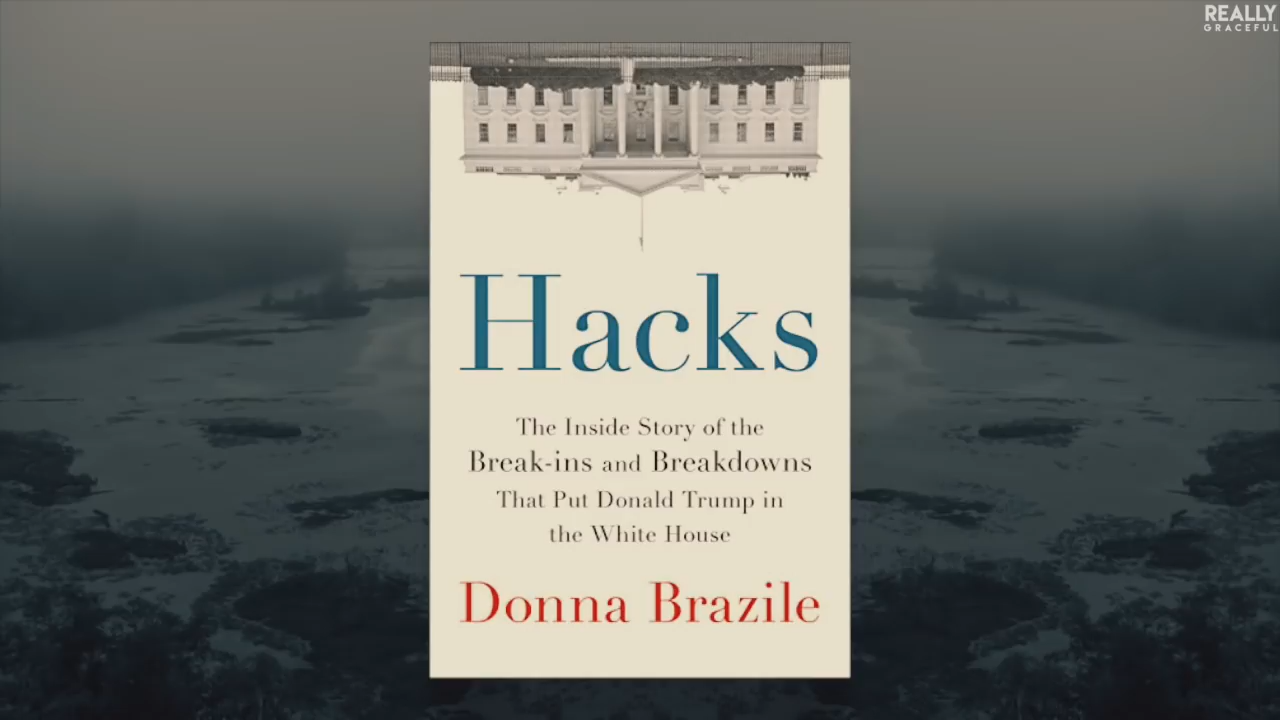 REALLY
GRACEFUL
Hacks
The Inside Story of the
Break-ins and Breakdowns
That Put Donald Trump in
the White House
Donna Brazile